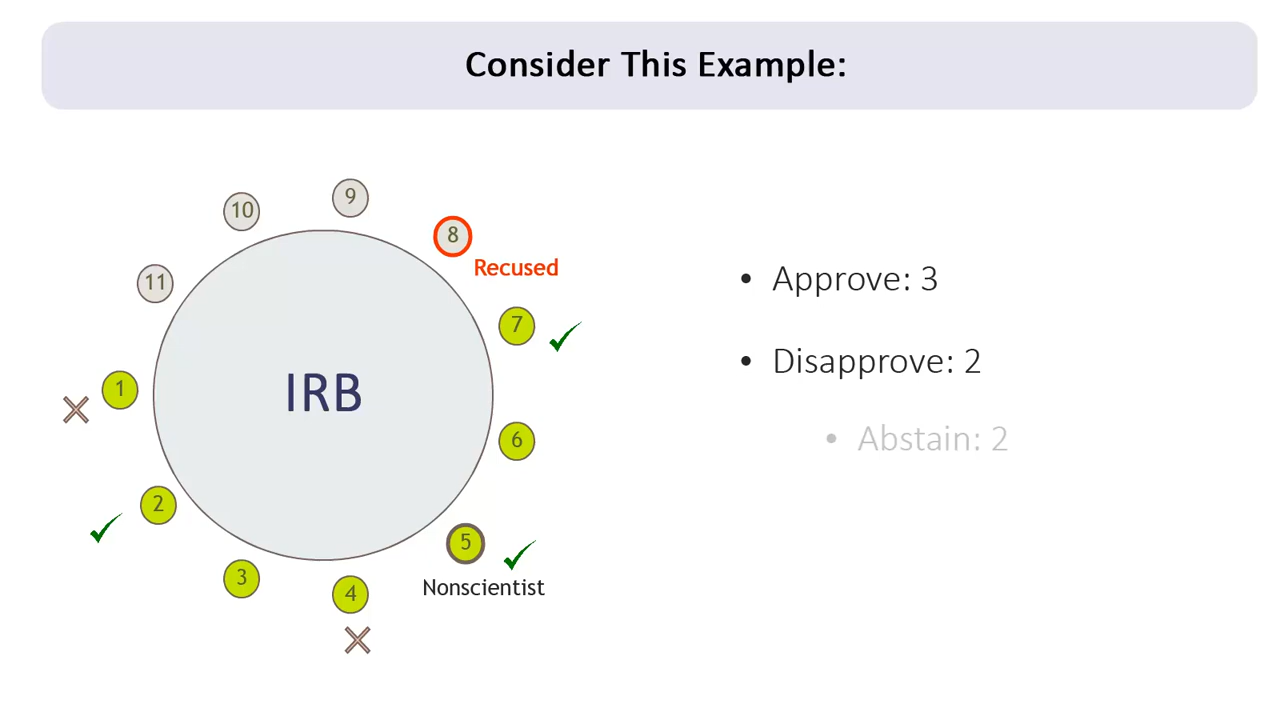 Consider This Example:
9
10
8
Recused
11
7
1
IRB
6
2
5
3
4
Nonscientist
• Approve: 3
• Disapprove: 2
• Abstain: 2